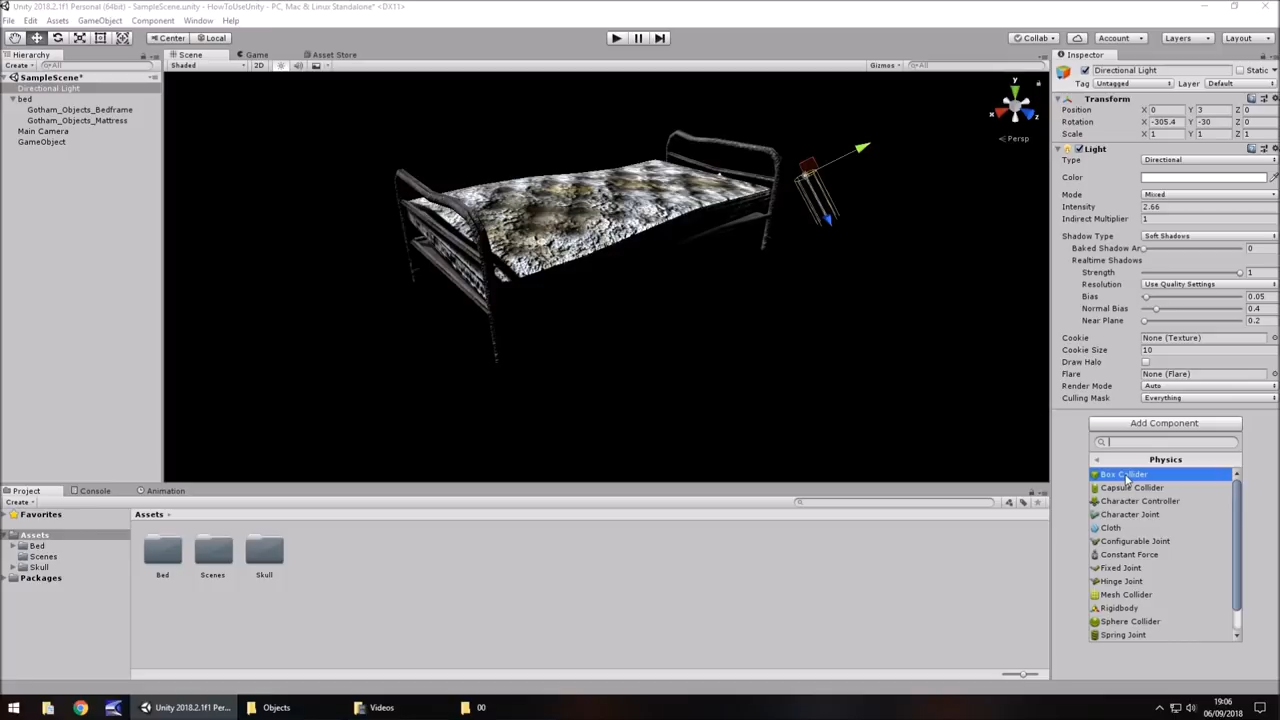 Unity 2018.2.1f1 Personal (64bit) - SampleScene.unity - HowToUseUnity - PC, Mac & Linux Standalone* <DX11>
File Edit Assets GameObject Component Window Help
Center Local Collab Account Layers Layout
Hierarchy
Create All
SampleScene*
Directional Light
bed
Gotham_Objects_Bedframe
Gotham_Objects_Mattress
Main Camera
GameObject
Scene Game Asset Store
Shaded 2D Gizmos All
y
x
z
Persp
Inspector
Directional Light Static
Tag Untagged Layer Default
Transform
Position X 0 Y 3 Z 0
Rotation X -305.4 Y -30 Z 0
Scale X 1 Y 1 Z 1
Light
Type Directional
Color
Mode Mixed
Intensity 2.66
Indirect Multiplier 1
Shadow Type Soft Shadows
Baked Shadow An 0
Realtime Shadows
Strength 1
Resolution Use Quality Settings
Bias 0.05
Normal Bias 0.4
Near Plane 0.2
Cookie None (Texture)
Cookie Size 10
Draw Halo
Flare None (Flare)
Render Mode Auto
Culling Mask Everything
Add Component
Physics
Box Collider
Capsule Collider
Character Controller
Character Joint
Cloth
Configurable Joint
Constant Force
Fixed Joint
Hinge Joint
Mesh Collider
Rigidbody
Sphere Collider
Spring Joint
Project Console Animation
Create
Favorites
Assets
Bed
Scenes
Skull
Packages
Assets
Bed Scenes Skull
Unity 2018.2.1f1 Per... Objects Videos 00
19:06
06/09/2018